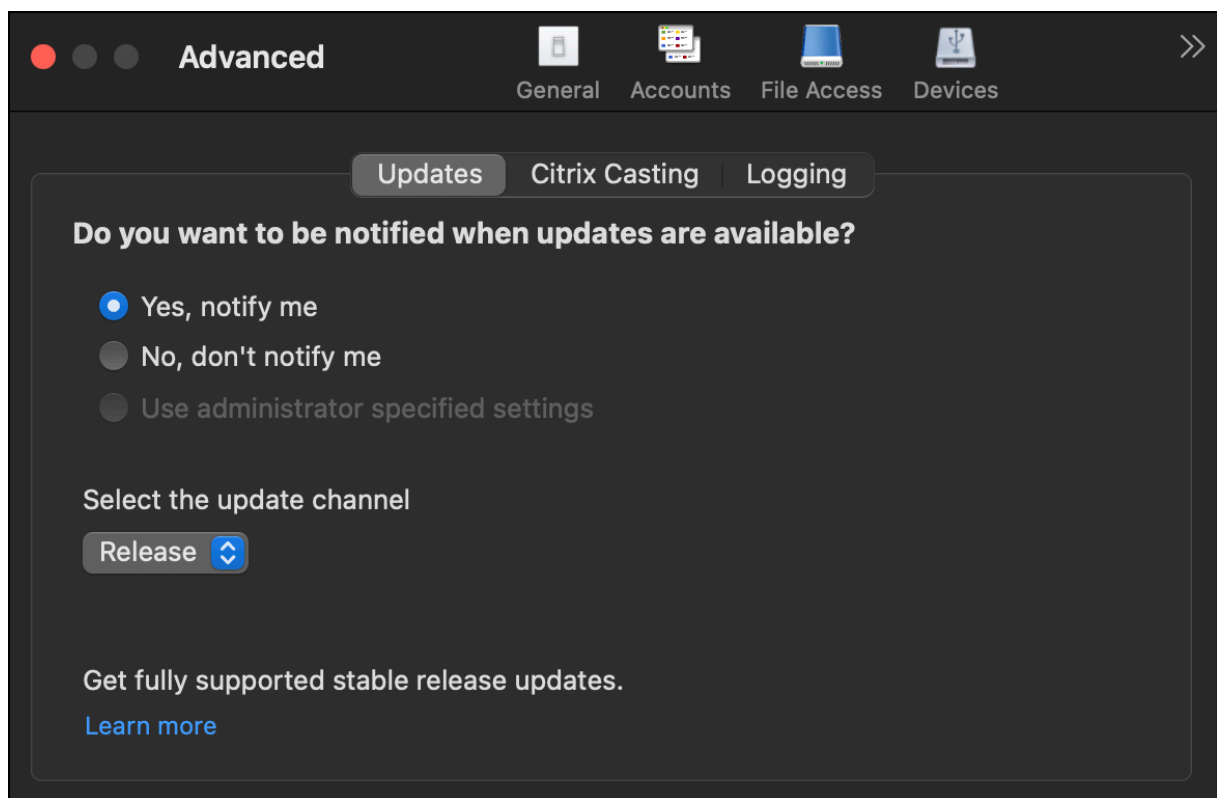 Advanced
General Accounts File Access Devices
Updates Citrix Casting Logging
Do you want to be notified when updates are available?
Yes, notify me
No, don't notify me
Use administrator specified settings
Select the update channel
Release
Get fully supported stable release updates.
Learn more